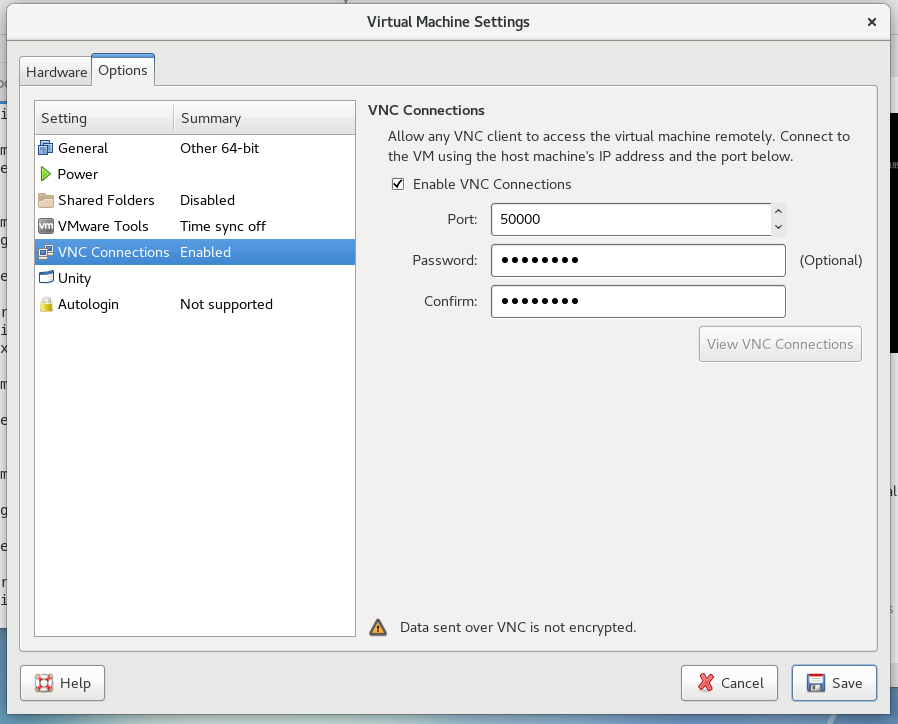 Virtual Machine Settings
Hardware Options
Setting Summary
General Other 64-bit
Power
Shared Folders Disabled
VMware Tools Time sync off
VNC Connections Enabled
Unity
Autologin Not supported
VNC Connections
Allow any VNC client to access the virtual machine remotely. Connect to
the VM using the host machine's IP address and the port below.
Enable VNC Connections
Port: 50000
Password: ●●●●●●●● (Optional)
Confirm: ●●●●●●●●
View VNC Connections
Data sent over VNC is not encrypted.
Help
Cancel
Save